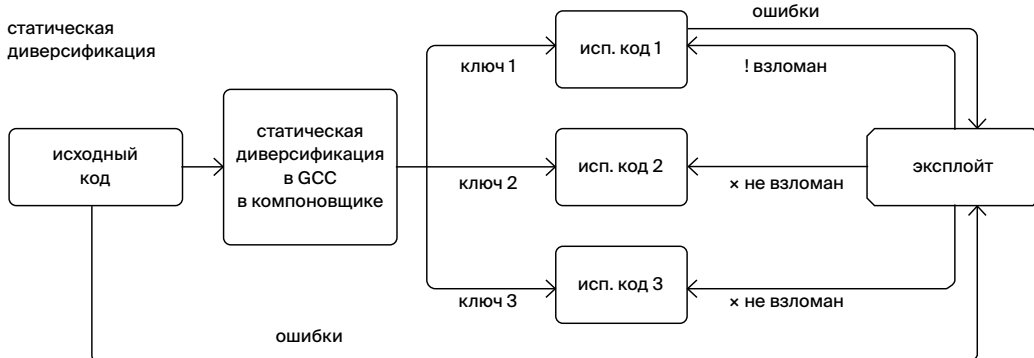 статическая
диверсификация
ошибки
исп. код 1
ключ 1
! взломан
исходный
код
статическая
диверсификация
в GCC
в компоновщике
исп. код 2
эксплойт
ключ 2
× не взломан
исп. код 3
ключ 3
× не взломан
ошибки